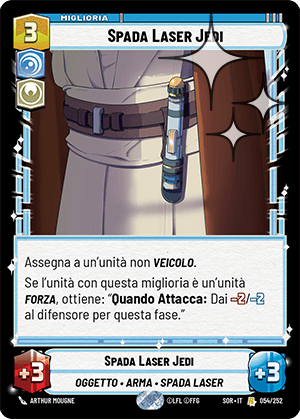 MIGLIORIA
3
SPADA LASER JEDI
Assegna a un'unità non VEICOLO.
Se l'unità con questa miglioria è un'unità
FORZA, ottiene: “Quando Attacca: Dai -2/-2
al difensore per questa fase.”
SPADA LASER JEDI
+3
OGGETTO • ARMA • SPADA LASER
+3
ARTHUR MOUGNE
©LFL ©FFG
SOR • IT
054/252